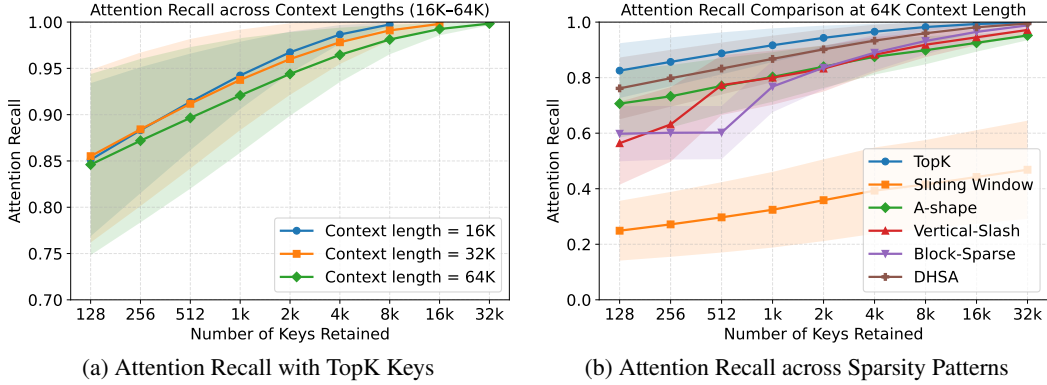 Attention Recall across Context Lengths (16K–64K)
1.00
0.95
0.90
0.85
0.80
0.75
0.70
Attention Recall
Context length = 16K
Context length = 32K
Context length = 64K
128 256 512 1k 2k 4k 8k 16k 32k
Number of Keys Retained
(a) Attention Recall with TopK Keys
Attention Recall Comparison at 64K Context Length
1.0
0.8
0.6
0.4
0.2
0.0
Attention Recall
TopK
Sliding Window
A-shape
Vertical-Slash
Block-Sparse
DHSA
128 256 512 1k 2k 4k 8k 16k 32k
Number of Keys Retained
(b) Attention Recall across Sparsity Patterns